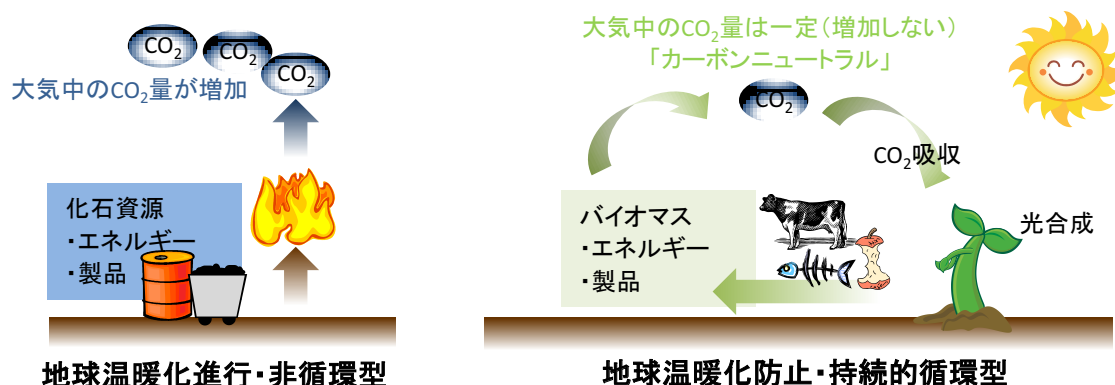 CO₂
CO₂
CO₂
大気中のCO₂量が増加
化石資源
・エネルギー
・製品
地球温暖化進行・非循環型
大気中のCO₂量は一定(増加しない)
「カーボンニュートラル」
CO₂
CO₂吸収
バイオマス
・エネルギー
・製品
光合成
地球温暖化防止・持続的循環型